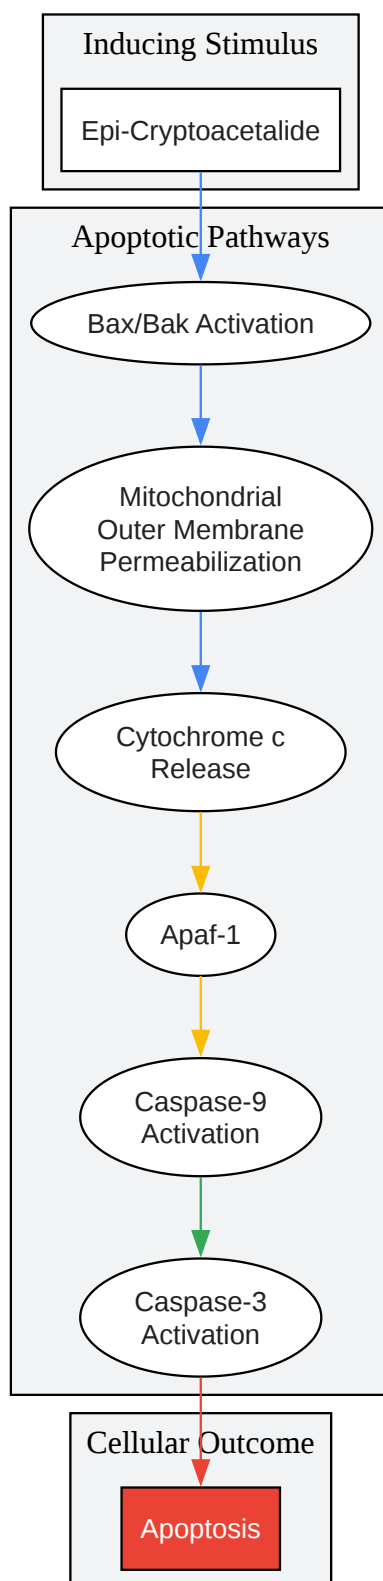 Inducing Stimulus
Epi-Cryptoacetalide
Apoptotic Pathways
Bax/Bak Activation
Mitochondrial
Outer Membrane
Permeabilization
Cytochrome c
Release
Apaf-1
Caspase-9
Activation
Caspase-3
Activation
Cellular Outcome
Apoptosis